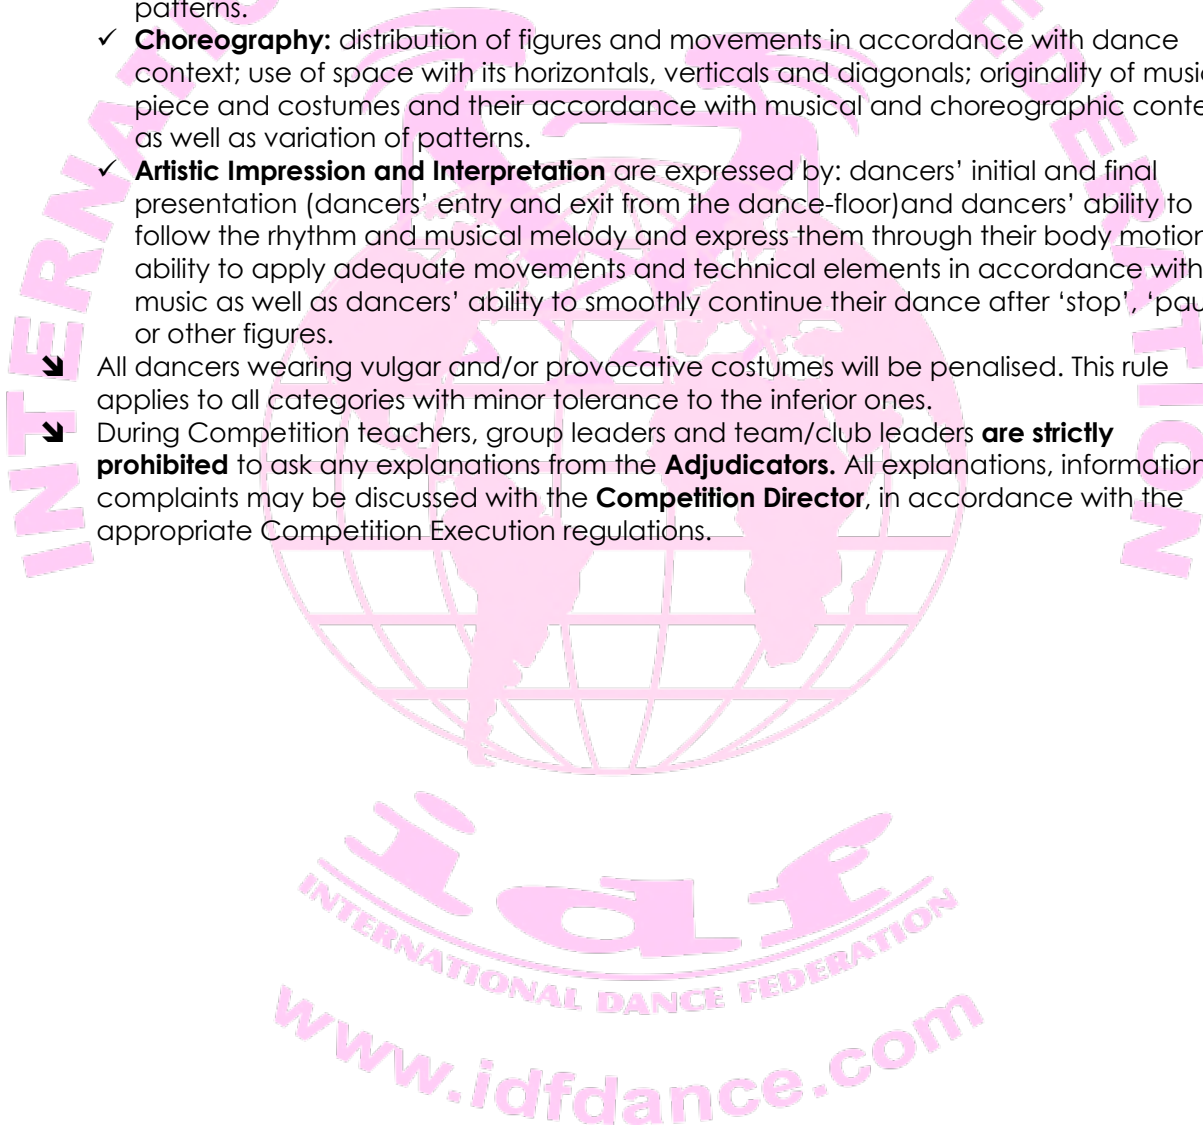 patterns.
✓ Choreography: distribution of figures and movements in accordance with dance
context; use of space with its horizontals, verticals and diagonals; originality of
piece and costumes and their accordance with musical and choreographic
as well as variation of patterns.
✓ Artistic Impression and Interpretation are expressed by: dancers' initial and final
presentation (dancers' entry and exit from the dance-floor)and dancers' ability to
follow the rhythm and musical melody and express them through their body motion
ability to apply adequate movements and technical elements in accordance with
music as well as dancers' ability to smoothly continue their dance after 'stop',
or other figures.
All dancers wearing vulgar and/or provocative costumes will be penalised. This rule
applies to all categories with minor tolerance to the inferior ones.
During Competition teachers, group leaders and team/club leaders are strictly
prohibited to ask any explanations from the Adjudicators. All explanations, information
complaints may be discussed with the Competition Director, in accordance with the
appropriate Competition Execution regulations.
idf
INTERNATIONAL DANCE FEDERATION
www.idfdance.com